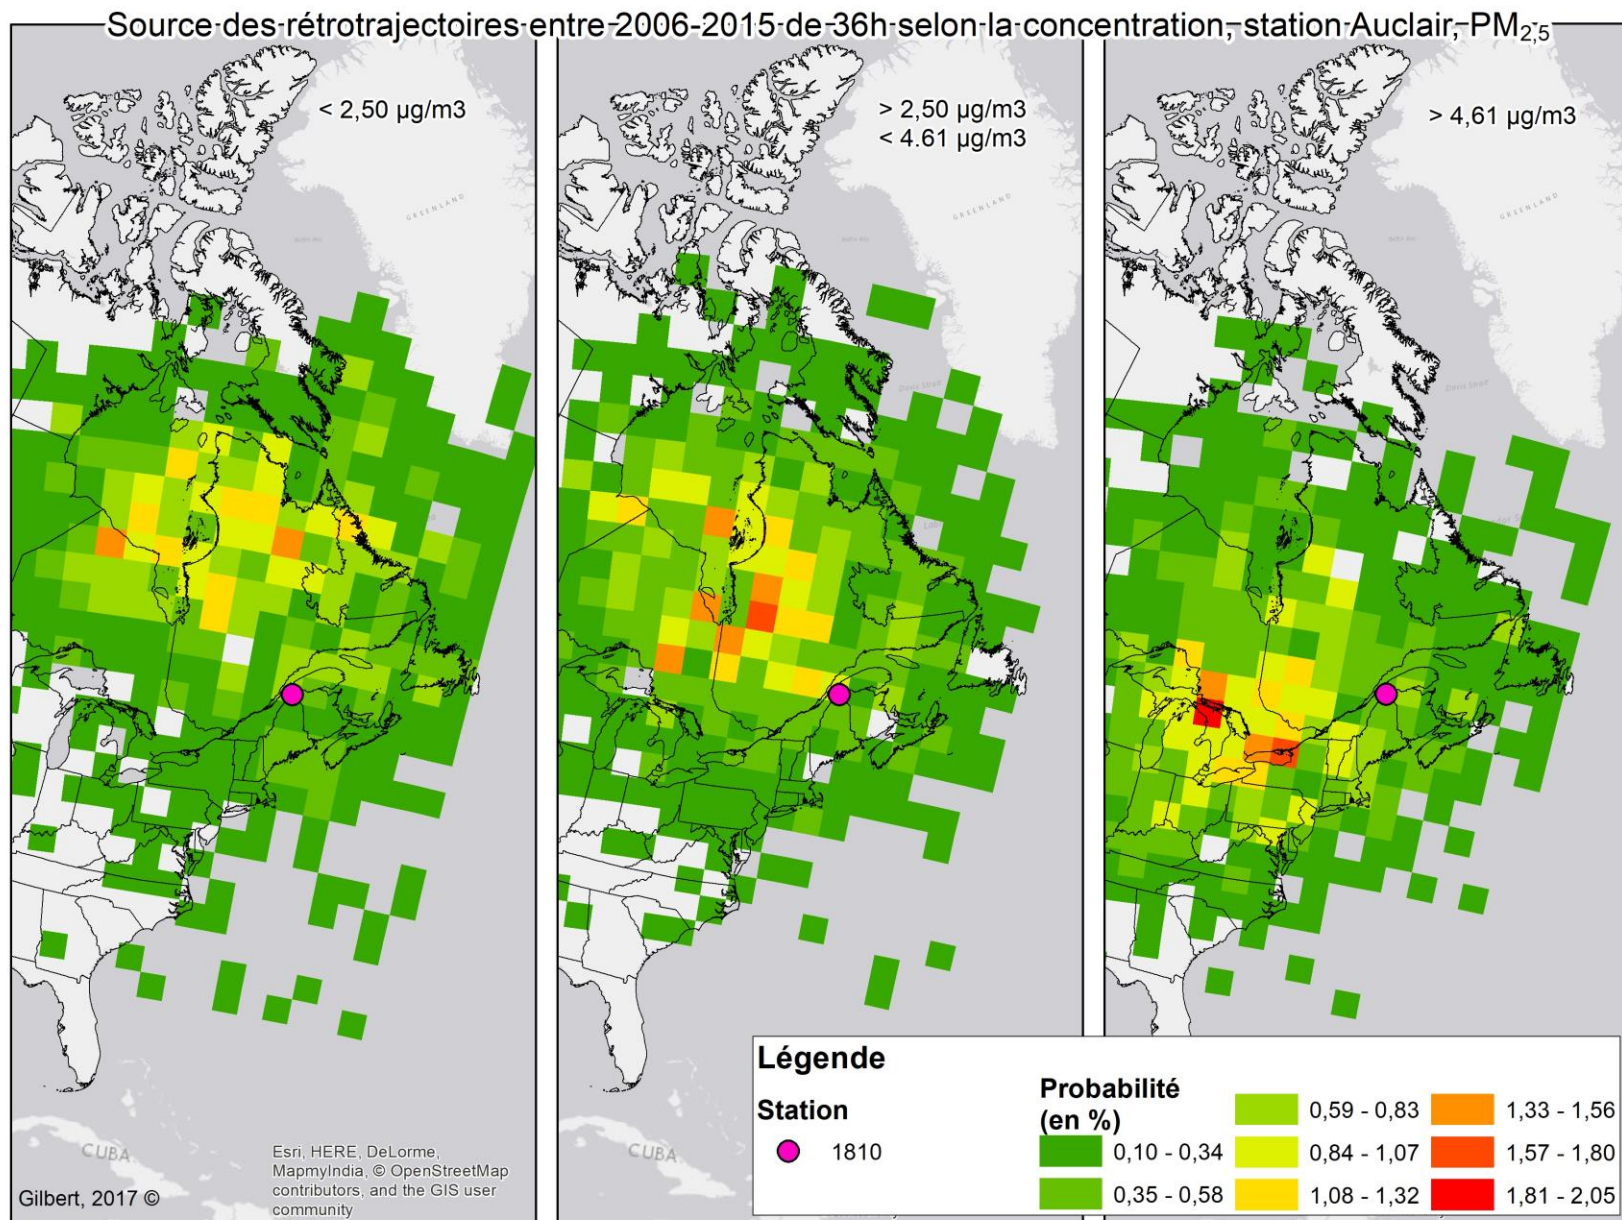 Source des rétrotrajectoires entre 2006-2015 de 36h selon la concentration, station Auclair, PM2,5
< 2,50 µg/m3
> 2,50 µg/m3
< 4.61 µg/m3
> 4,61 µg/m3
GREENLAND
GREENLAND
GREENLAND
Davis Strait
Davis Strait
CUBA
CUBA
Esri, HERE, DeLorme,
MapmyIndia, © OpenStreetMap
contributors, and the GIS user
community
Gilbert, 2017 ©
Légende
Station
1810
Probabilité
(en %)
0,10 - 0,34
0,35 - 0,58
0,59 - 0,83
0,84 - 1,07
1,08 - 1,32
1,33 - 1,56
1,57 - 1,80
1,81 - 2,05